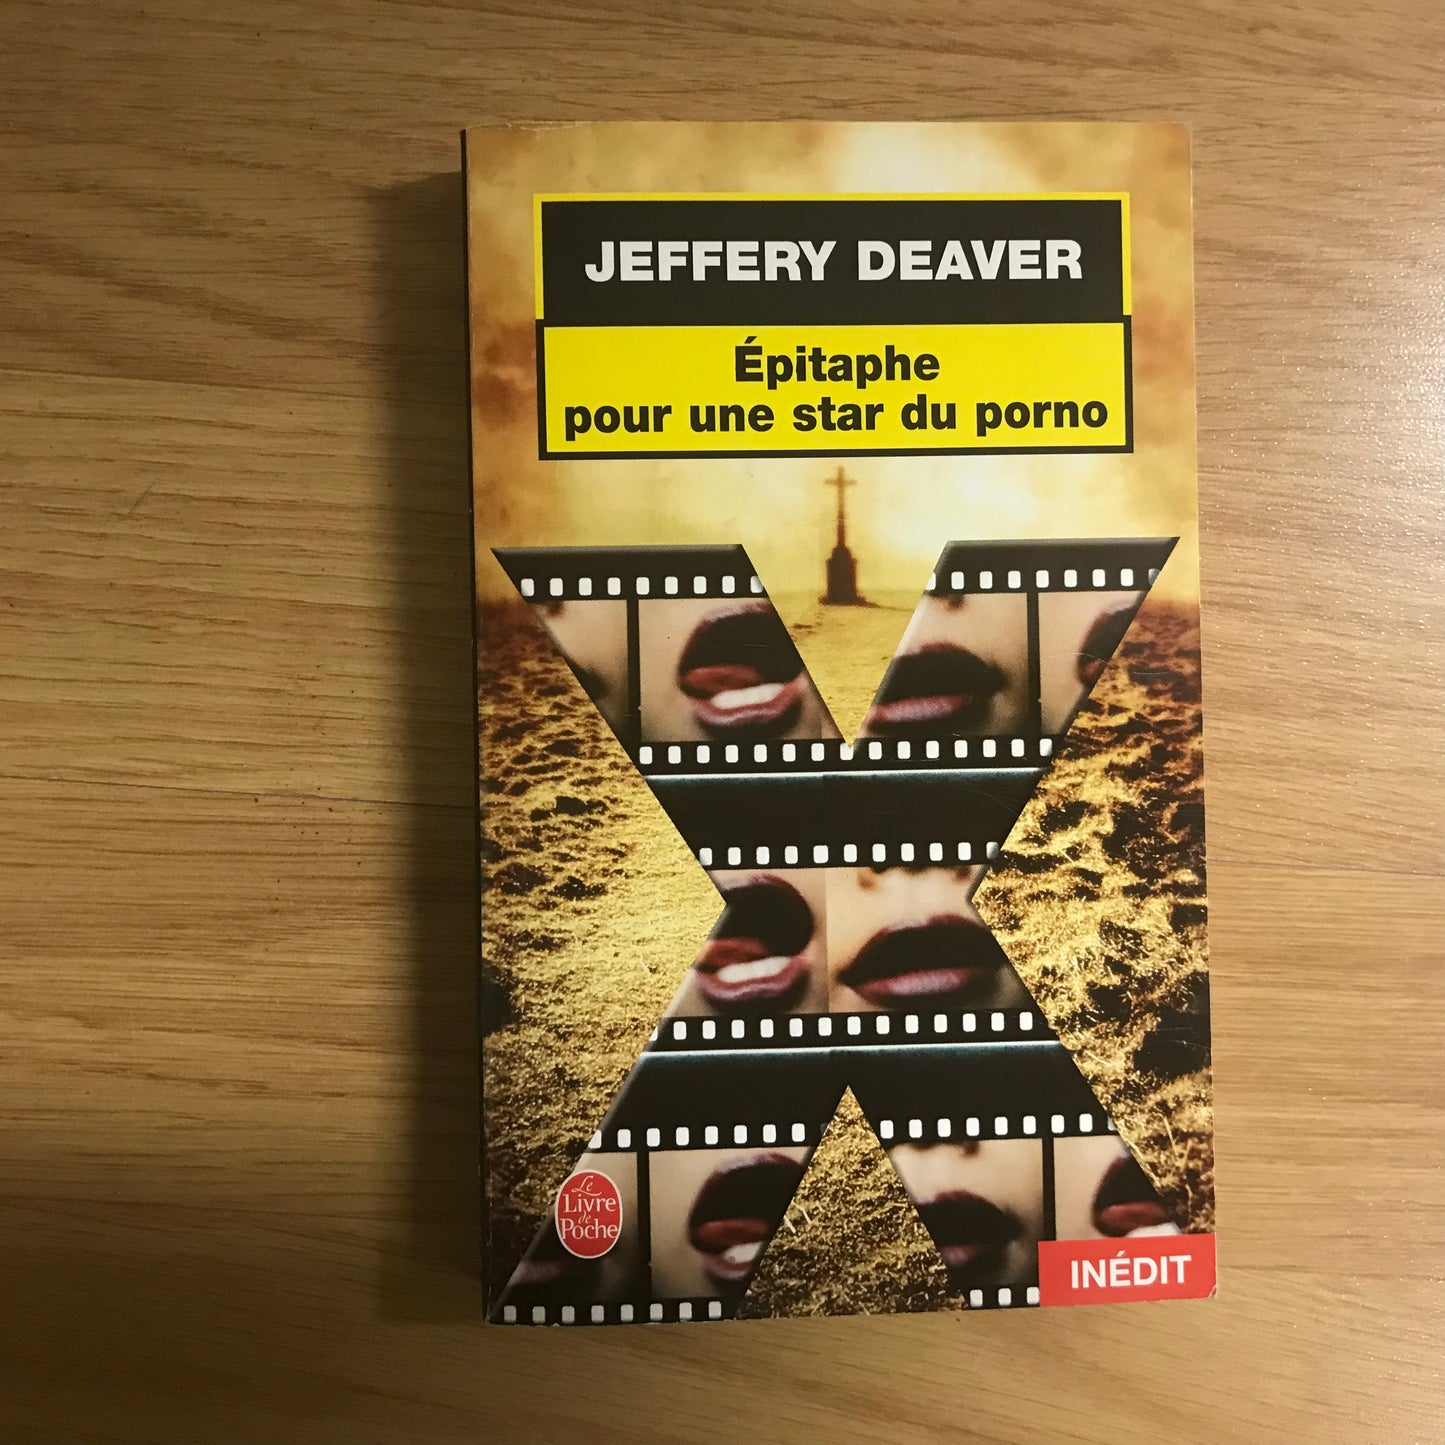 JEFFERY DEAVER
Épitaphe
pour une star du porno
Le
Livre
de
Poche
INÉDIT